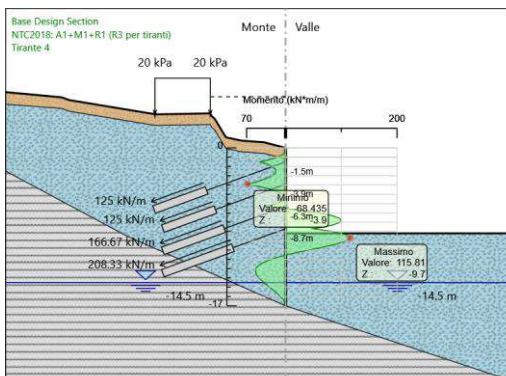 Base Design Section
NTC2018: A1+M1+R1 (R3 per tiranti)
Tirante 4
Monte
Valle
20 kPa
20 kPa
Momento (kN*m/m)
70
200
0
-1.5m
-3.9m
125 kN/m
Minimo
Valore: -68.435
Z : -3.9
125 kN/m
-6.3m
166.67 kN/m
-8.7m
Massimo
Valore: 115.81
Z : -9.7
208.33 kN/m
-14.5 m
-14.5 m
-17